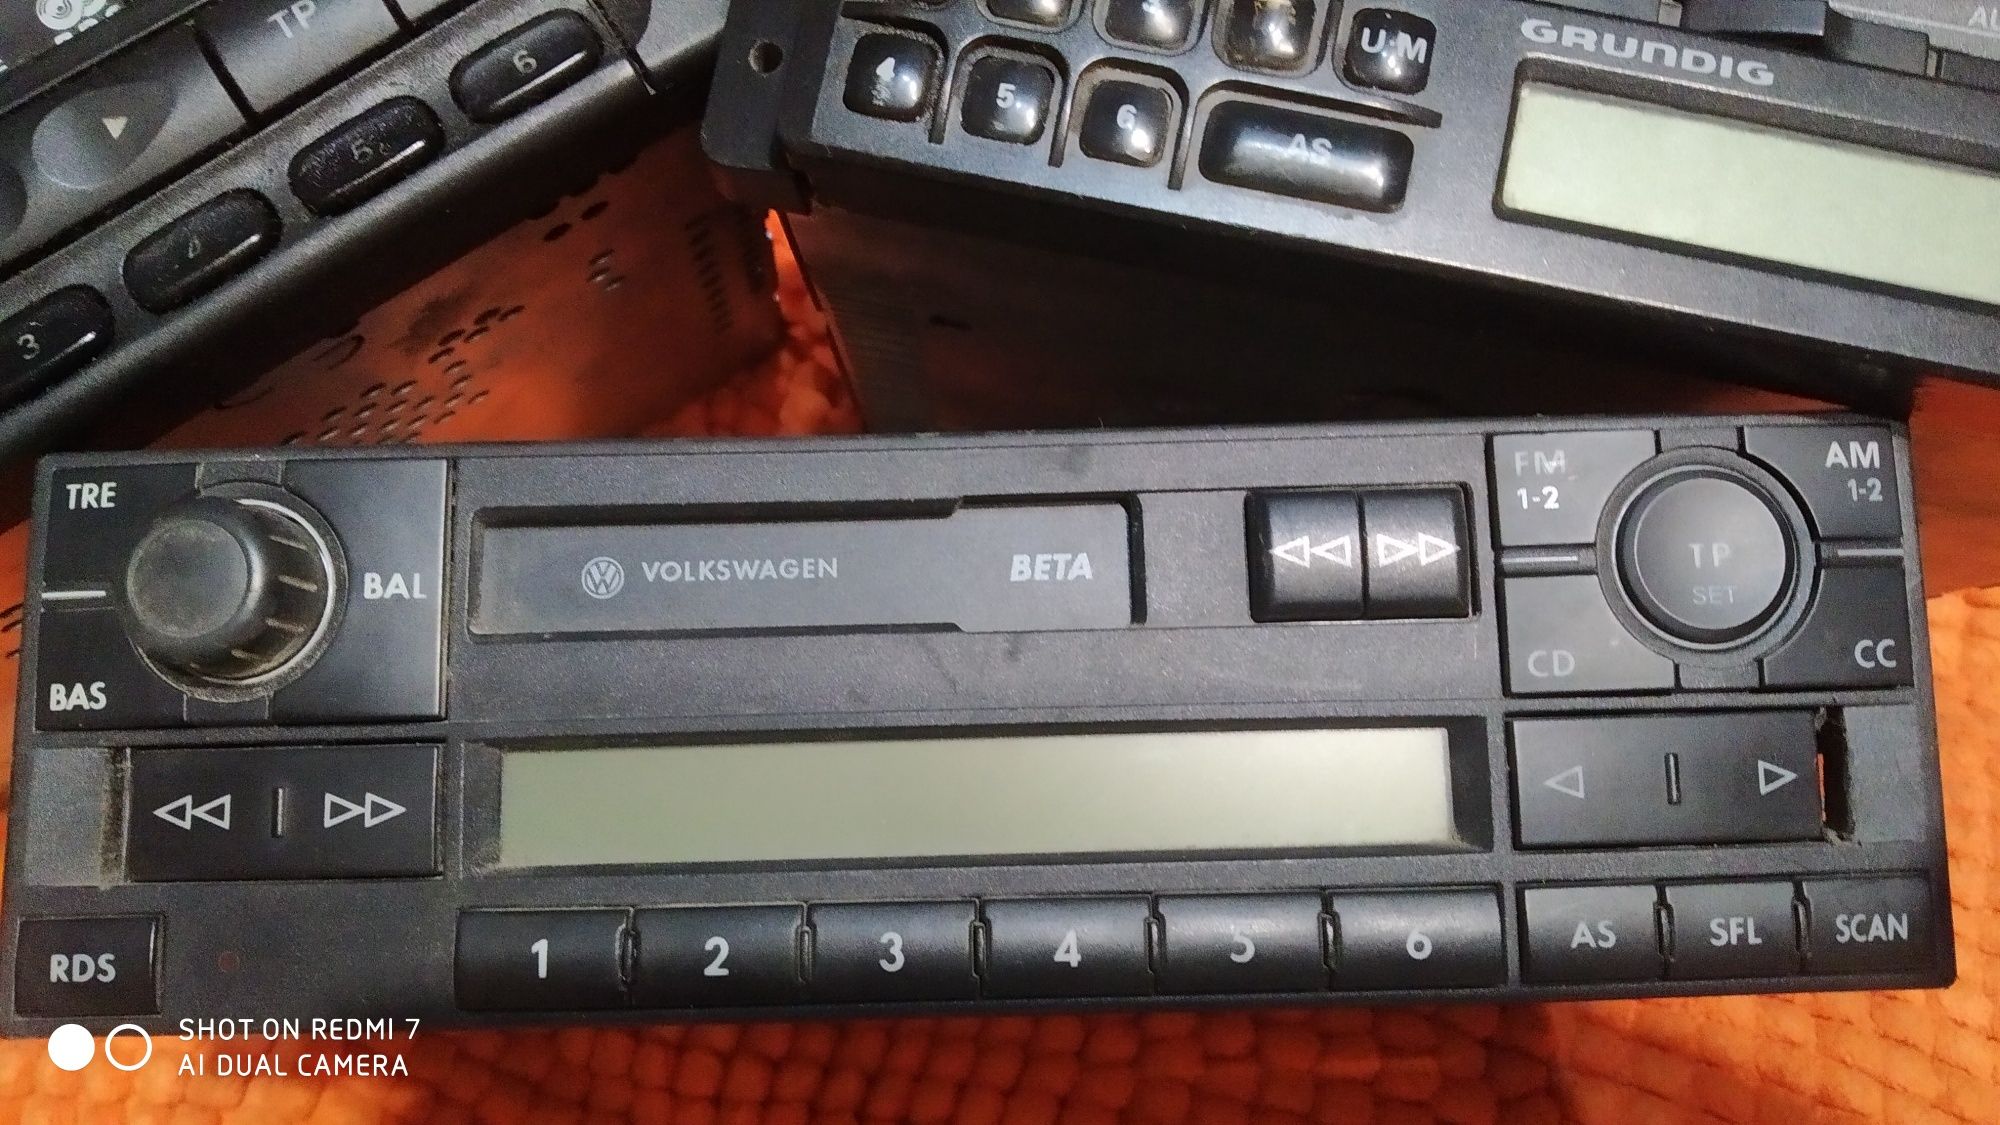 TP
6
5
4
3
GRUNDIG
U·M
4
5
6
AS
TRE
BAL
BAS
VOLKSWAGEN BETA
FM
1-2
AM
1-2
TP
SET
CD
CC
RDS
1 2 3 4 5 6
AS SFL SCAN
SHOT ON REDMI 7
AI DUAL CAMERA